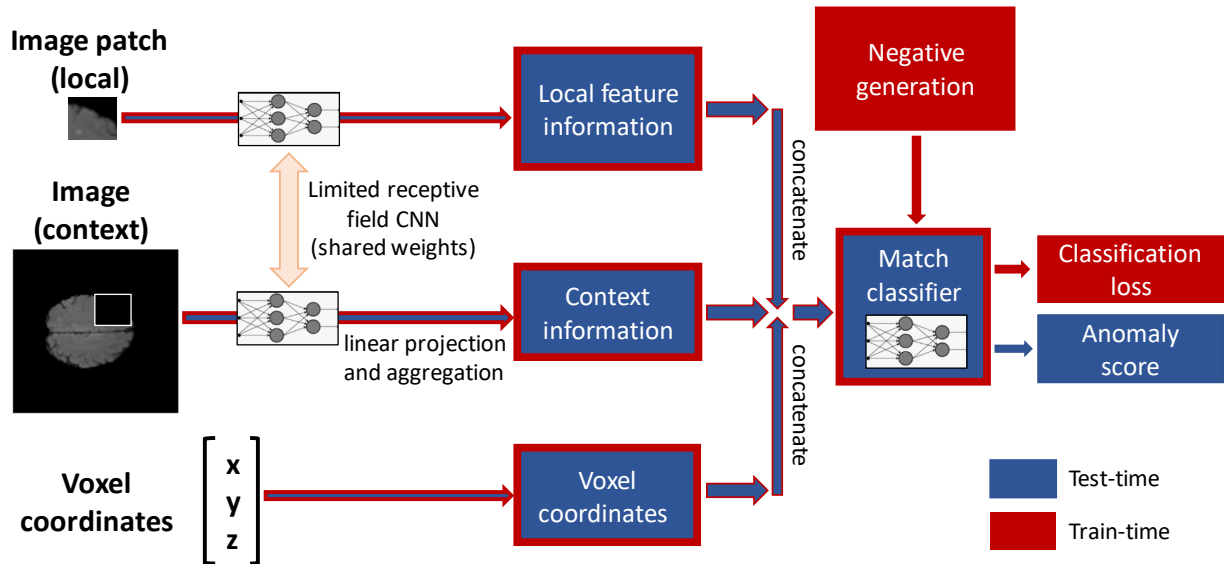 Image patch
(local)
Local feature
information
Negative
generation
concatenate
Image
(context)
Limited receptive
field CNN
(shared weights)
Context
information
linear projection
and aggregation
Match
classifier
Classification
loss
Anomaly
score
concatenate
Voxel
coordinates
x
y
z
Voxel
coordinates
Test-time
Train-time